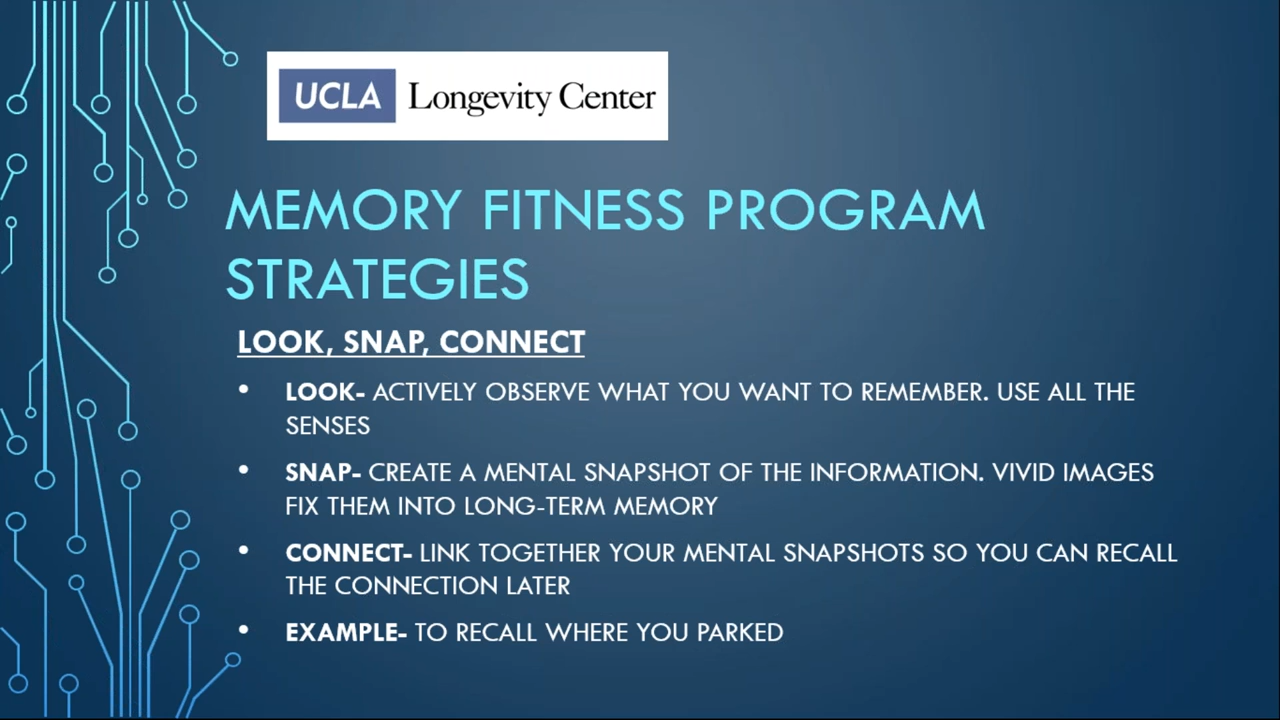 UCLA Longevity Center
MEMORY FITNESS PROGRAM
STRATEGIES
LOOK, SNAP, CONNECT
• LOOK- ACTIVELY OBSERVE WHAT YOU WANT TO REMEMBER. USE ALL THE
SENSES
• SNAP- CREATE A MENTAL SNAPSHOT OF THE INFORMATION. VIVID IMAGES
FIX THEM INTO LONG-TERM MEMORY
• CONNECT- LINK TOGETHER YOUR MENTAL SNAPSHOTS SO YOU CAN RECALL
THE CONNECTION LATER
• EXAMPLE- TO RECALL WHERE YOU PARKED